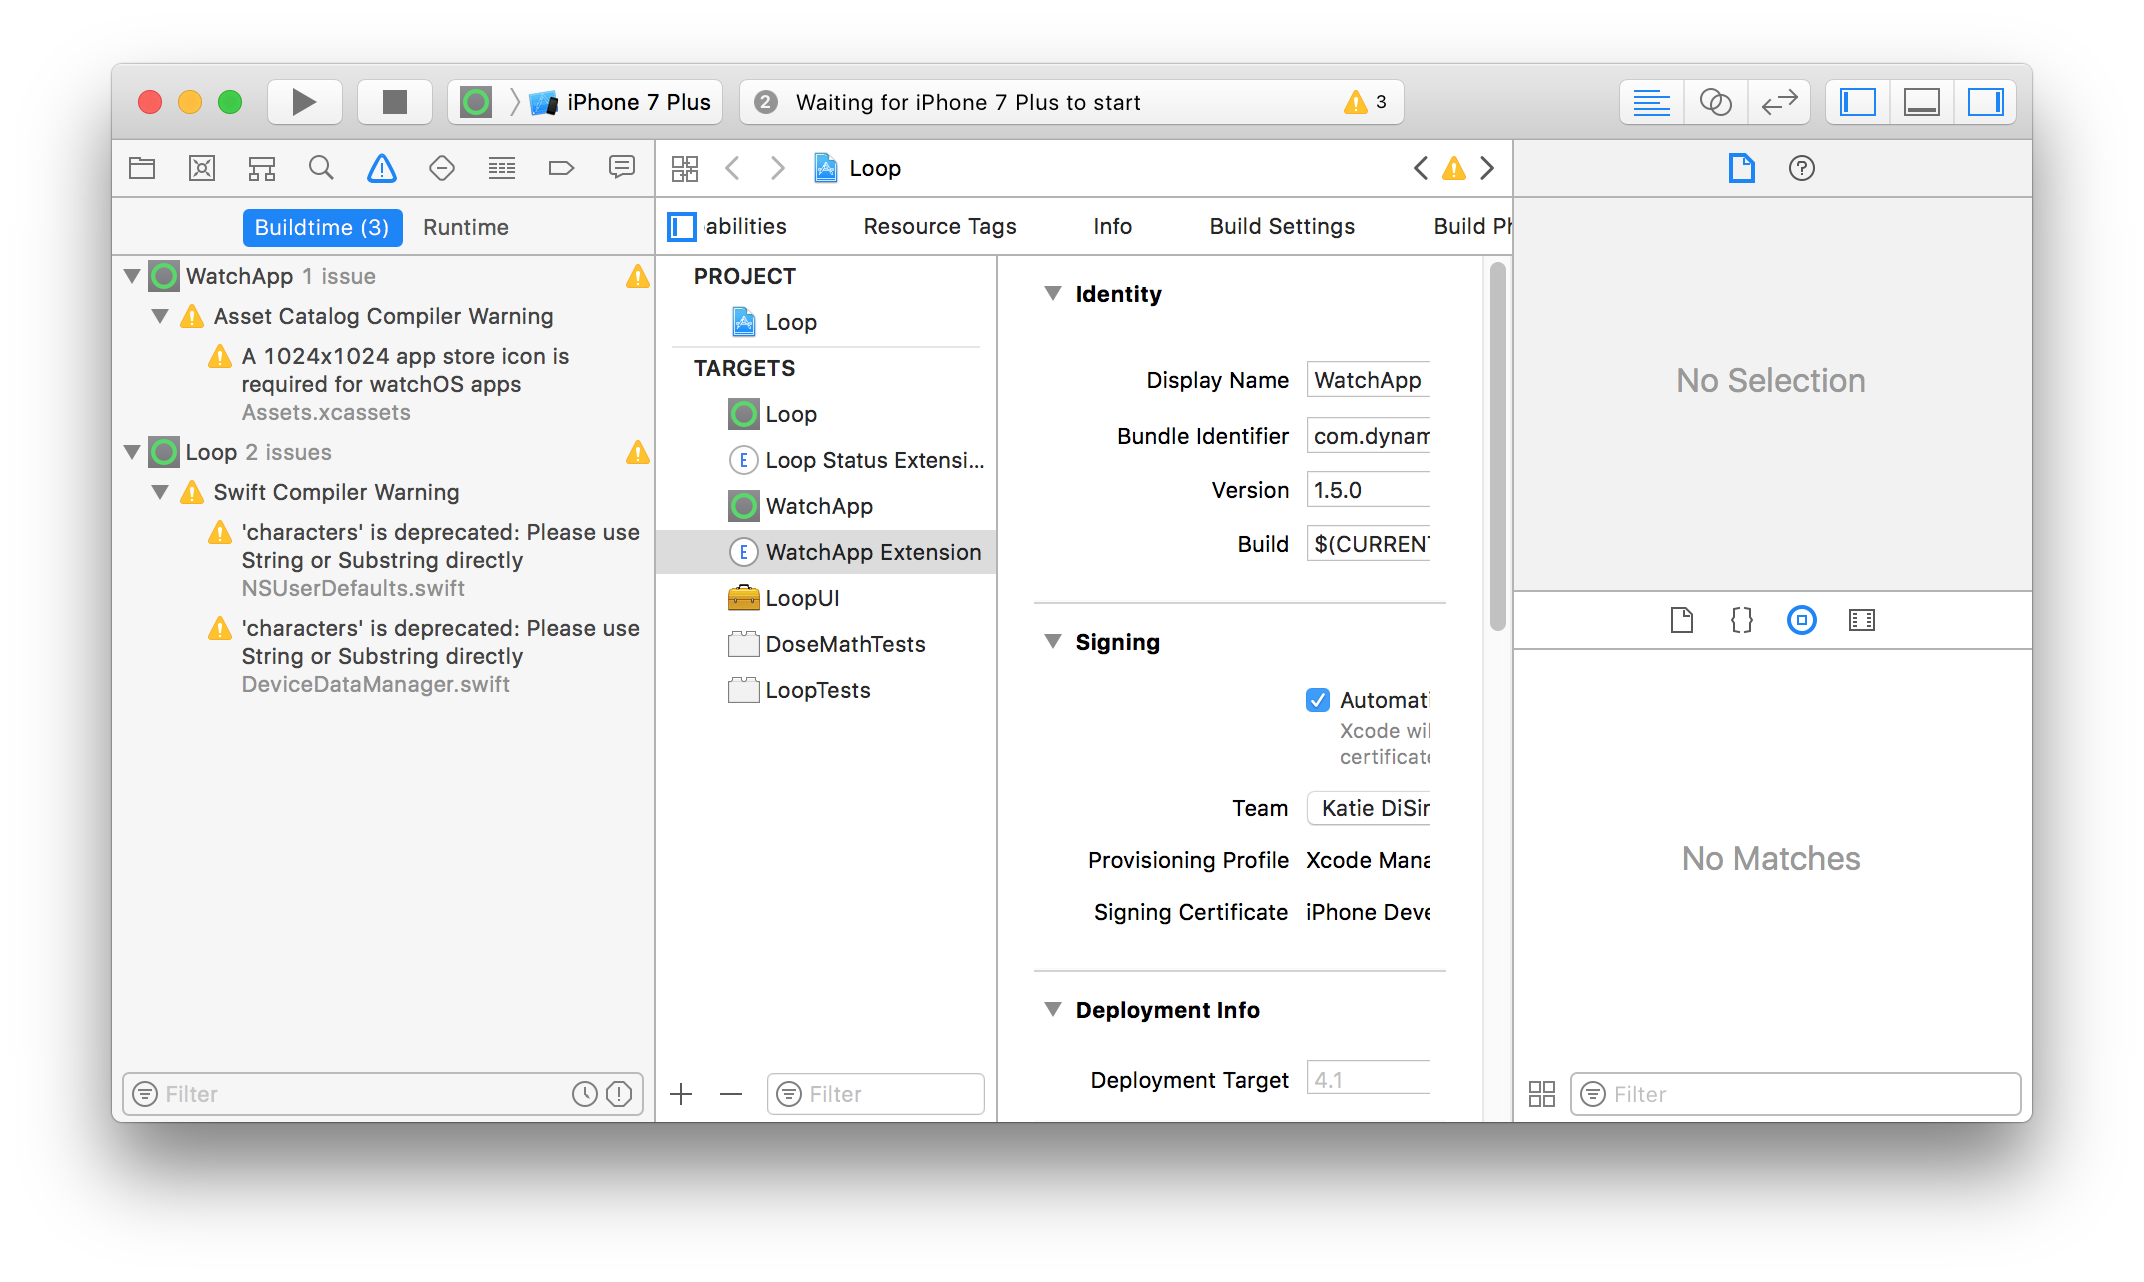 iPhone 7 Plus
2 Waiting for iPhone 7 Plus to start 3
Loop
Buildtime (3) Runtime
abilities Resource Tags Info Build Settings Build Ph
WatchApp 1 issue
Asset Catalog Compiler Warning
A 1024x1024 app store icon is
required for watchOS apps
Assets.xcassets
Loop 2 issues
Swift Compiler Warning
'characters' is deprecated: Please use
String or Substring directly
NSUserDefaults.swift
'characters' is deprecated: Please use
String or Substring directly
DeviceDataManager.swift
Filter
PROJECT
Loop
TARGETS
Loop
E Loop Status Extensi...
WatchApp
E WatchApp Extension
LoopUI
DoseMathTests
LoopTests
Filter
Identity
Display Name WatchApp
Bundle Identifier com.dynam
Version 1.5.0
Build $(CURREN
Signing
Automati
Xcode wil
certificate
Team Katie DiSi
Provisioning Profile Xcode Mana
Signing Certificate iPhone Deve
Deployment Info
Deployment Target 4.1
No Selection
No Matches
Filter